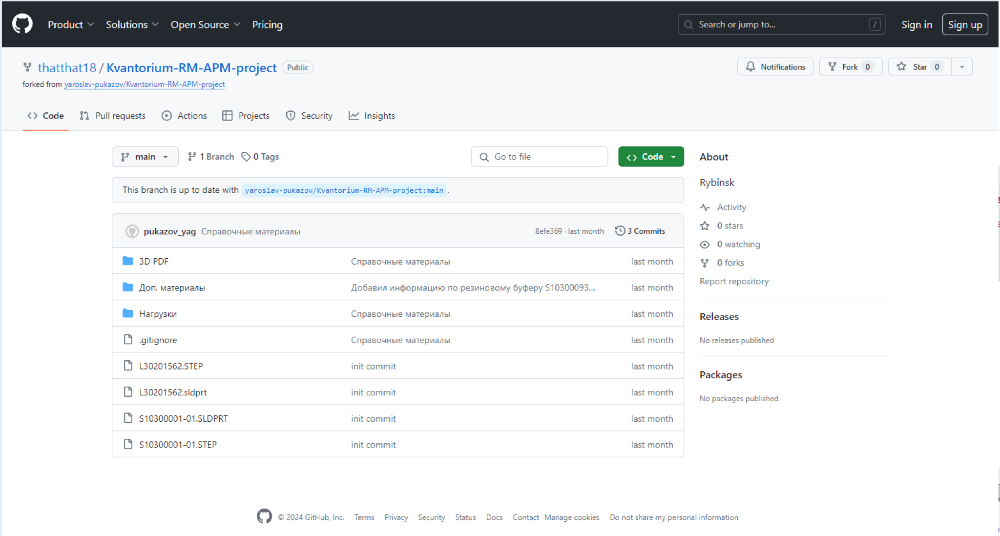 Product Solutions Open Source Pricing Search or jump to... / Sign in Sign up
thatthat18 / Kvantorium-RM-APM-project Public Notifications Fork 0 Star 0
forked from yaroslav-pukazov/Kvantorium-RM-APM-project
Code Pull requests Actions Projects Security Insights
main 1 Branch 0 Tags Go to file Code
This branch is up to date with yaroslav-pukazov/Kvantorium-RM-APM-project:main .
pukazov_yag Справочные материалы 8efe369 · last month 3 Commits
3D PDF Справочные материалы last month
Доп. материалы Добавил информацию по резиновому буферу S10300093... last month
Нагрузки Справочные материалы last month
.gitignore Справочные материалы last month
L30201562.STEP init commit last month
L30201562.sldprt init commit last month
S10300001-01.SLDPRT init commit last month
S10300001-01.STEP init commit last month
About
Rybinsk
Activity
0 stars
0 watching
0 forks
Report repository
Releases
No releases published
Packages
No packages published
© 2024 GitHub, Inc. Terms Privacy Security Status Docs Contact Manage cookies Do not share my personal information